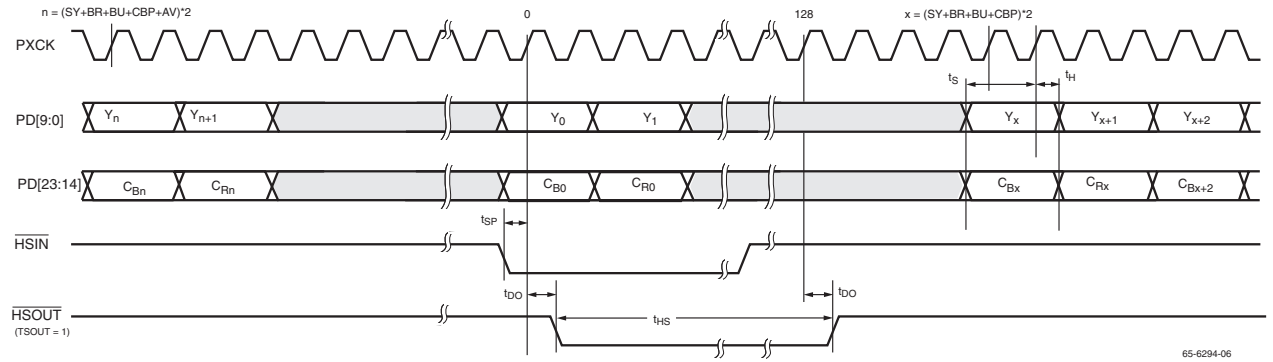 n = (SY+BR+BU+CBP+AV)*2
0
128
x = (SY+BR+BU+CBP)*2
PXCK
tS
tH
PD[9:0]
Yn
Yn+1
Y0
Y1
Yx
Yx+1
Yx+2
PD[23:14]
CBn
CRn
CB0
CR0
CBx
CRx
CBx+2
tSP
HSIN
tDO
tDO
HSOUT
(TSOUT = 1)
tHS
65-6294-06